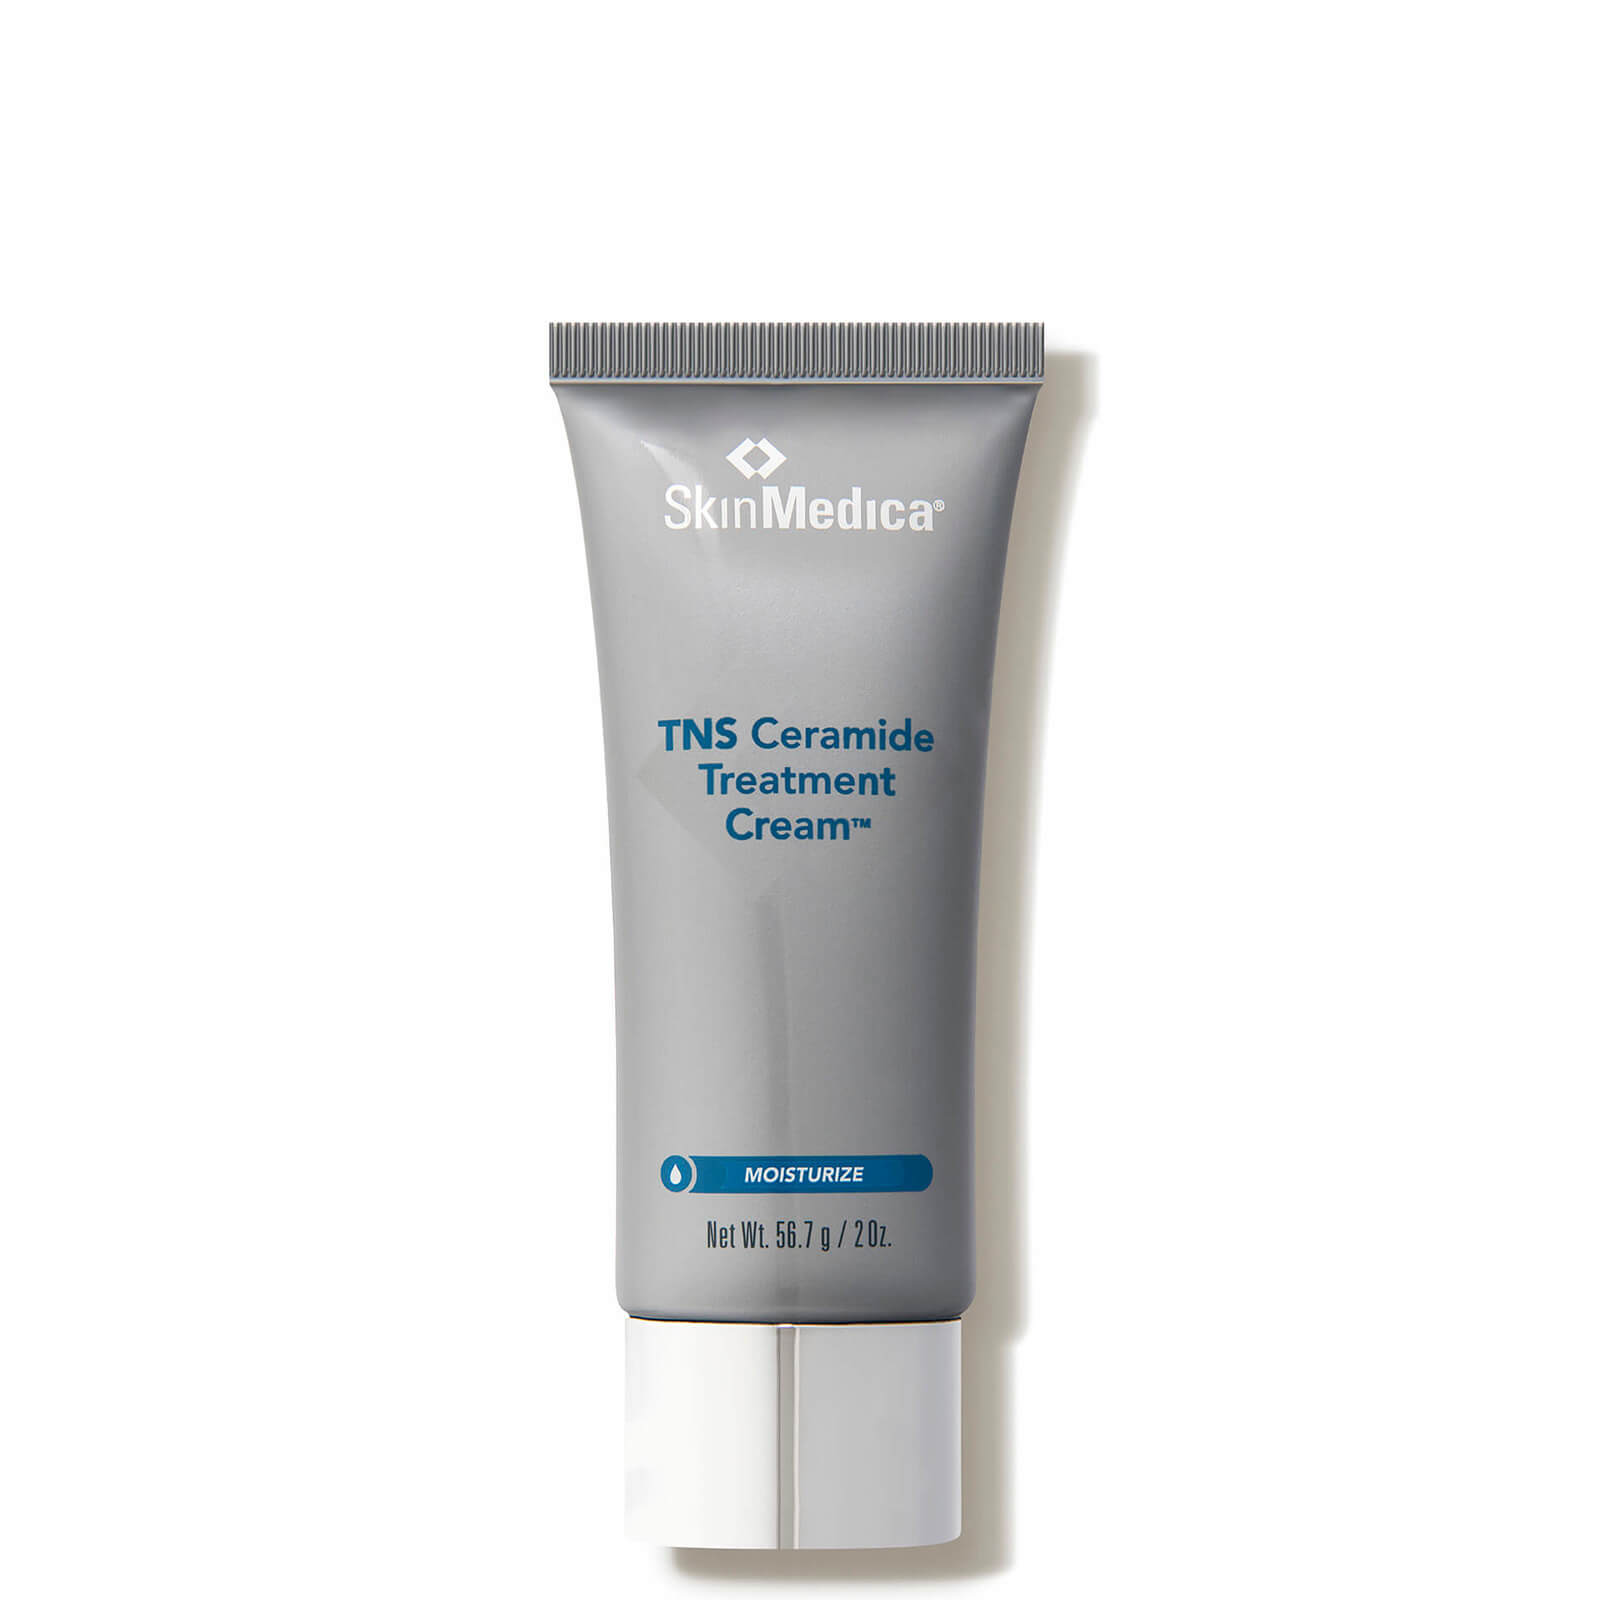 SkinMedica®
TNS Ceramide
Treatment
Cream™
MOISTURIZE
Net Wt. 56.7 g / 2 Oz.